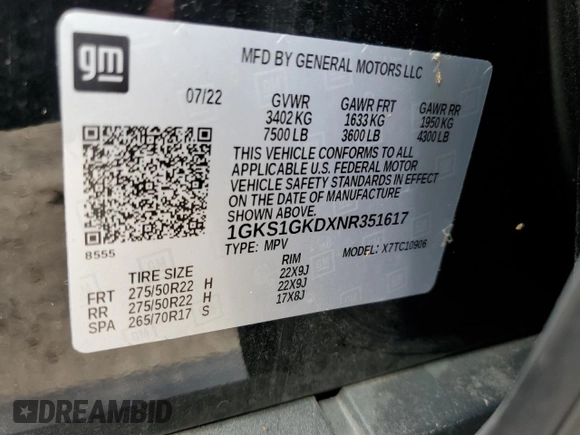 gm
MFD BY GENERAL MOTORS LLC
07/22 GVWR GAWR FRT GAWR RR
3402 KG 1633 KG 1950 KG
7500 LB 3600 LB 4300 LB
THIS VEHICLE CONFORMS TO ALL
APPLICABLE U.S. FEDERAL MOTOR
VEHICLE SAFETY STANDARDS IN EFFECT
ON THE DATE OF MANUFACTURE
SHOWN ABOVE.
1GKS1GKDXNR351617
8555 TYPE: MPV MODEL: X7TC10906
TIRE SIZE RIM
FRT 275/50R22 H 22X9J
RR 275/50R22 H 22X9J
SPA 265/70R17 S 17X8J
DREAMBID